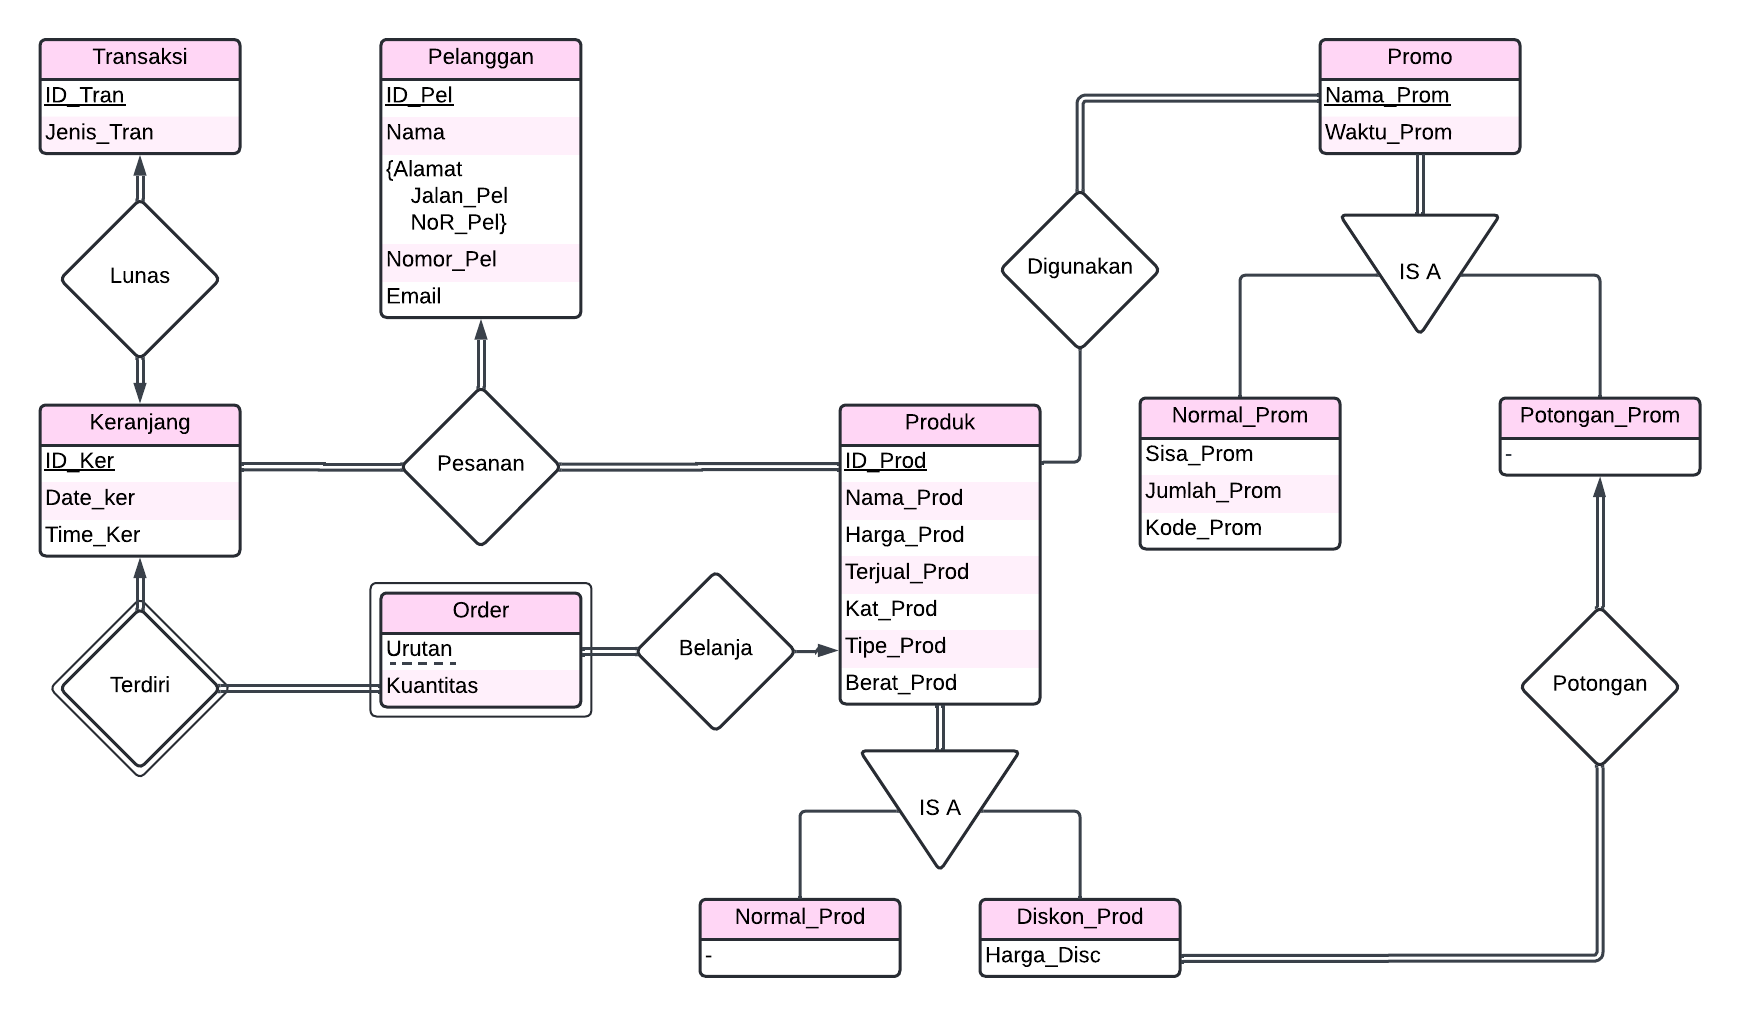 Transaksi
ID_Tran
Jenis_Tran
Pelanggan
ID_Pel
Nama
{Alamat
Jalan_Pel
NoR_Pel}
Nomor_Pel
Email
Promo
Nama_Prom
Waktu_Prom
Lunas
Digunakan
IS A
Keranjang
ID_Ker
Date_ker
Time_Ker
Pesanan
Produk
ID_Prod
Nama_Prod
Harga_Prod
Terjual_Prod
Kat_Prod
Tipe_Prod
Berat_Prod
Normal_Prom
Sisa_Prom
Jumlah_Prom
Kode_Prom
Potongan_Prom
-
Terdiri
Order
Urutan
Kuantitas
Belanja
Potongan
IS A
Normal_Prod
-
Diskon_Prod
Harga_Disc